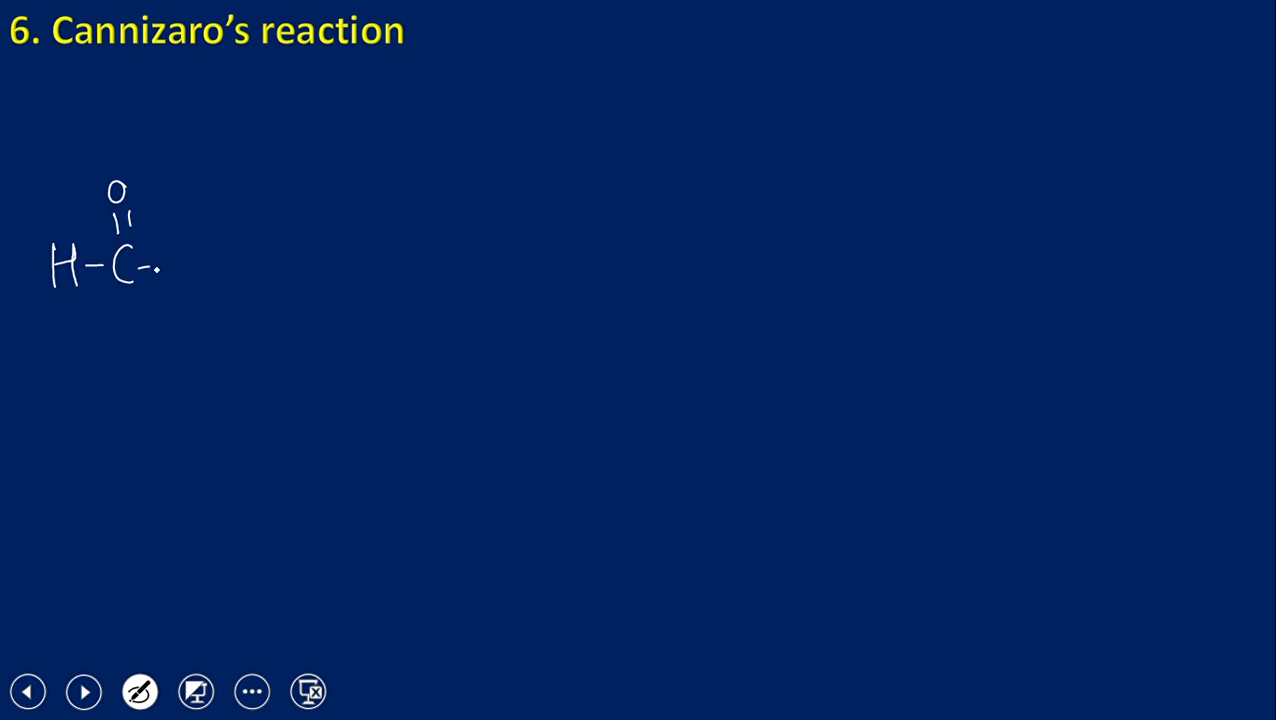 6. Cannizaro’s reaction
O
H-C-